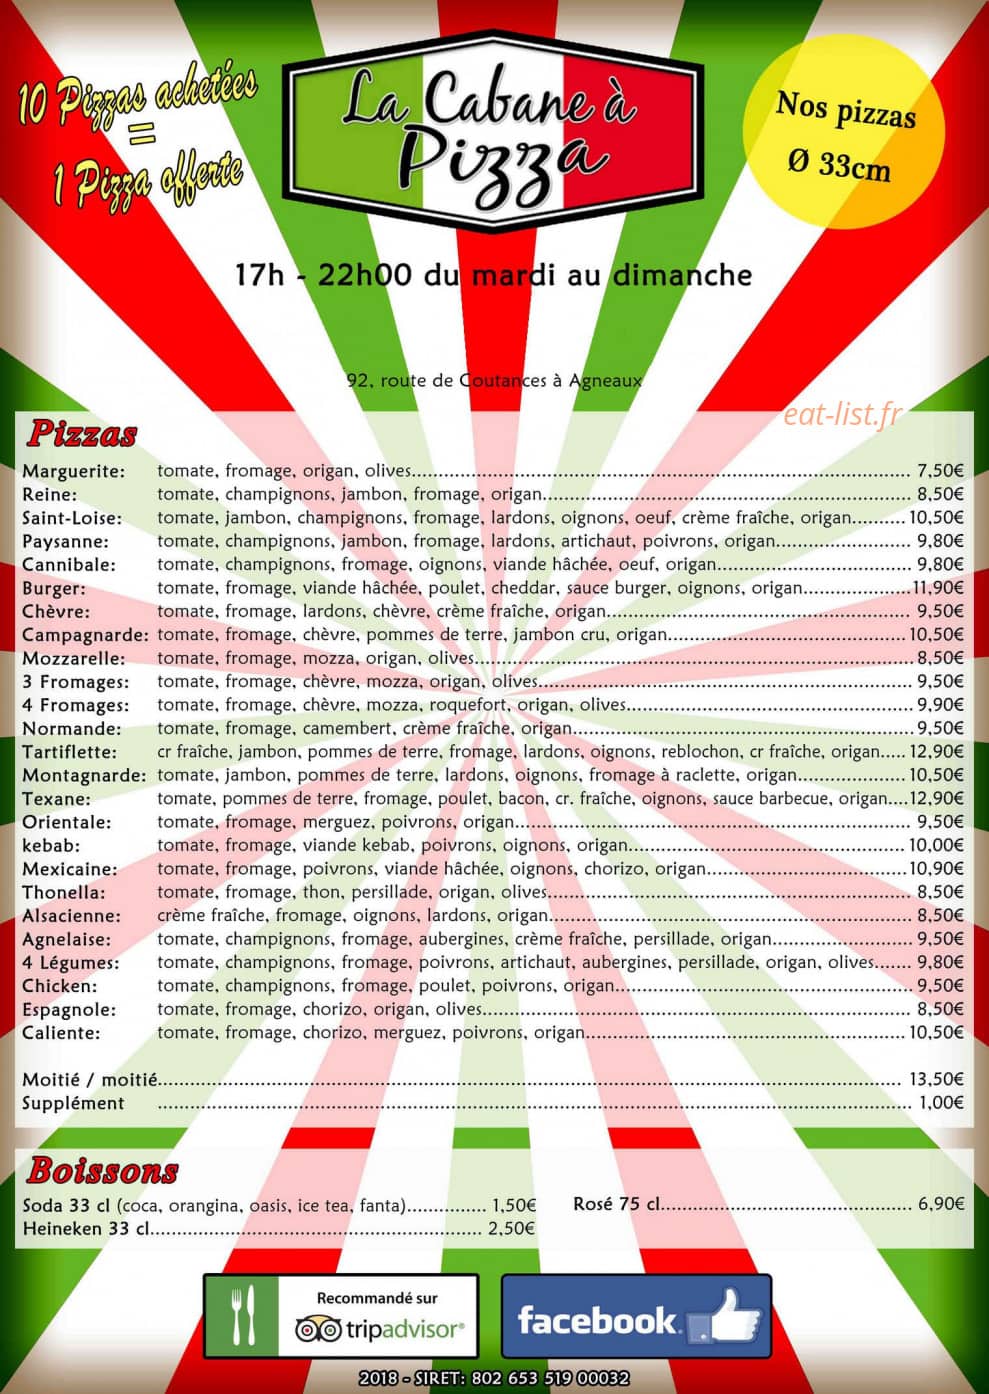 10 Pizzas achetées
=
1 Pizza offerte
La Cabane à
Pizza
Nos pizzas
Ø 33cm
17h - 22h00 du mardi au dimanche
92, route de Coutances à Agneaux
eat-list.fr
Pizzas
Marguerite: tomate, fromage, origan, olives... 7,50€
Reine: tomate, champignons, jambon, fromage, origan... 8,50€
Saint-Loise: tomate, jambon, champignons, fromage, lardons, oignons, oeuf, crème fraîche, origan... 10,50€
Paysanne: tomate, champignons, jambon, fromage, lardons, artichaut, poivrons, origan... 9,80€
Cannibale: tomate, champignons, fromage, oignons, viande hâchée, oeuf, origan... 9,80€
Burger: tomate, fromage, viande hâchée, poulet, cheddar, sauce burger, oignons, origan... 11,90€
Chèvre: tomate, fromage, lardons, chèvre, crème fraîche, origan... 9,50€
Campagnarde: tomate, fromage, chèvre, pommes de terre, jambon cru, origan... 10,50€
Mozzarelle: tomate, fromage, mozza, origan, olives... 8,50€
3 Fromages: tomate, fromage, chèvre, mozza, origan, olives... 9,50€
4 Fromages: tomate, fromage, chèvre, mozza, roquefort, origan, olives... 9,90€
Normande: tomate, fromage, camembert, crème fraîche, origan... 9,50€
Tartiflette: cr fraîche, jambon, pommes de terre, fromage, lardons, oignons, reblochon, cr fraîche, origan... 12,90€
Montagnarde: tomate, jambon, pommes de terre, lardons, oignons, fromage à raclette, origan... 10,50€
Texane: tomate, pommes de terre, fromage, poulet, bacon, cr. fraîche, oignons, sauce barbecue, origan... 12,90€
Orientale: tomate, fromage, merguez, poivrons, origan... 9,50€
kebab: tomate, fromage, viande kebab, poivrons, oignons, origan... 10,00€
Mexicaine: tomate, fromage, poivrons, viande hâchée, oignons, chorizo, origan... 10,90€
Thonella: tomate, fromage, thon, persillade, origan, olives... 8,50€
Alsacienne: crème fraîche, fromage, oignons, lardons, origan... 8,50€
Agnelaise: tomate, champignons, fromage, aubergines, crème fraîche, persillade, origan... 9,50€
4 Légumes: tomate, champignons, fromage, poivrons, artichaut, aubergines, persillade, origan, olives... 9,80€
Chicken: tomate, champignons, fromage, poulet, poivrons, origan... 9,50€
Espagnole: tomate, fromage, chorizo, origan, olives... 8,50€
Caliente: tomate, fromage, chorizo, merguez, poivrons, origan... 10,50€
Moitié / moitié... 13,50€
Supplément ... 1,00€
Boissons
Soda 33 cl (coca, orangina, oasis, ice tea, fanta)... 1,50€
Heineken 33 cl... 2,50€
Rosé 75 cl... 6,90€
Recommandé sur
tripadvisor®
facebook
2018 - SIRET: 802 653 519 00032